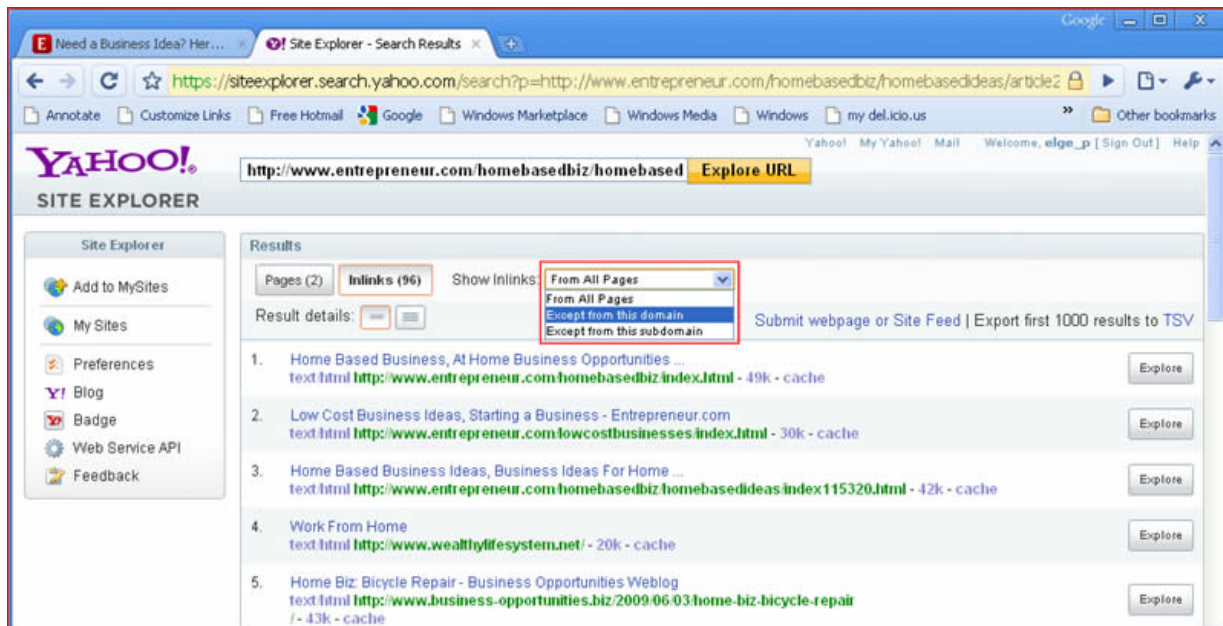 Google
Need a Business Idea? Her...
Site Explorer - Search Results
https://siteexplorer.search.yahoo.com/search?p=http://www.entrepreneur.com/homebasedbiz/homebasedideas/article2
Annotate Customize Links Free Hotmail Google Windows Marketplace Windows Media Windows my del.icio.us » Other bookmarks
Yahoo! My Yahoo! Mail Welcome, elge_p [ Sign Out ] Help
YAHOO!
SITE EXPLORER
http://www.entrepreneur.com/homebasedbiz/homebased Explore URL
Site Explorer
Add to MySites
My Sites
Preferences
Y! Blog
Badge
Web Service API
Feedback
Results
Pages (2) Inlinks (96) Show Inlinks: From All Pages
From All Pages
Except from this domain
Except from this subdomain
Result details:
Submit webpage or Site Feed | Export first 1000 results to TSV
1. Home Based Business, At Home Business Opportunities ...
text/html http://www.entrepreneur.com/homebasedbiz/index.html - 49k - cache
Explore
2. Low Cost Business Ideas, Starting a Business - Entrepreneur.com
text/html http://www.entrepreneur.com/lowcostbusinesses/index.html - 30k - cache
Explore
3. Home Based Business Ideas, Business Ideas For Home ...
text/html http://www.entrepreneur.com/homebasedbiz/homebasedideas/index115320.html - 42k - cache
Explore
4. Work From Home
text/html http://www.wealthylifesystem.net/ - 20k - cache
Explore
5. Home Biz: Bicycle Repair - Business Opportunities Weblog
text/html http://www.business-opportunities.biz/2009/06/03/home-biz-bicycle-repair
/ - 43k - cache
Explore